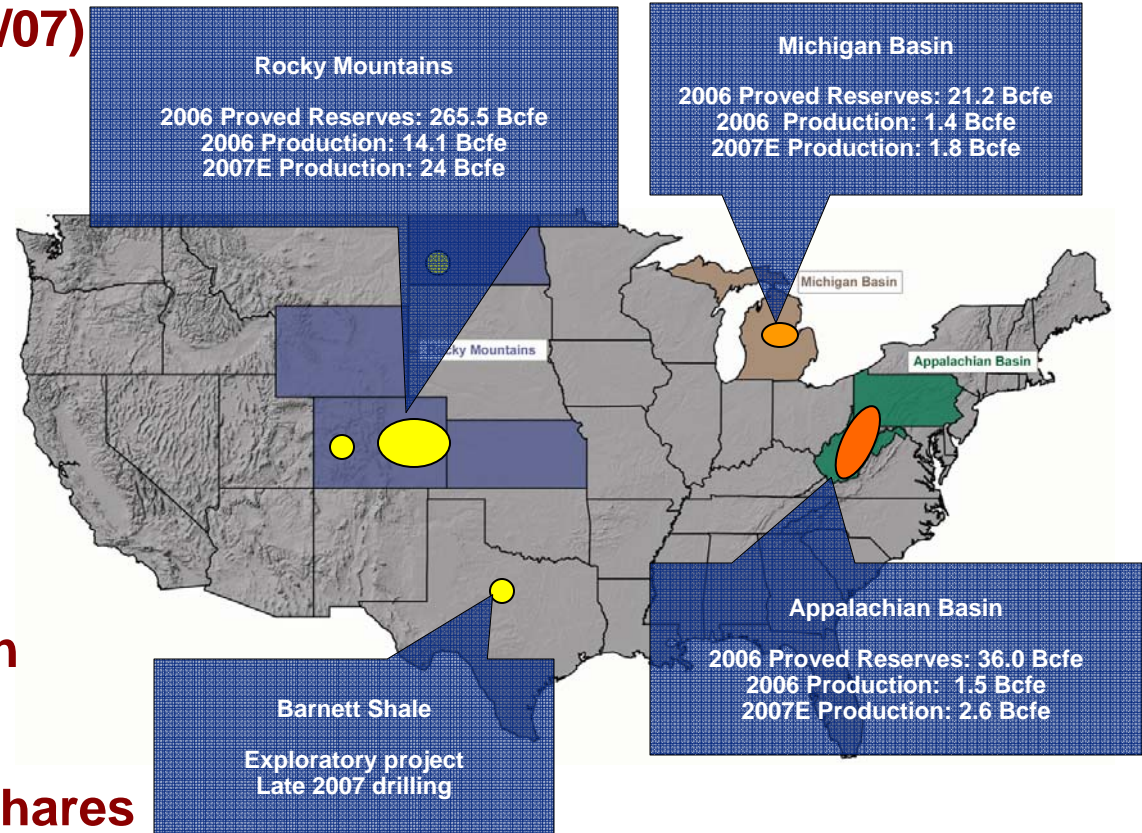 /07)
Rocky Mountains
2006 Proved Reserves: 265.5 Bcfe
2006 Production: 14.1 Bcfe
2007E Production: 24 Bcfe
Michigan Basin
2006 Proved Reserves: 21.2 Bcfe
2006 Production: 1.4 Bcfe
2007E Production: 1.8 Bcfe
Michigan Basin
cky Mountains
Appalachian Basin
Appalachian Basin
2006 Proved Reserves: 36.0 Bcfe
2006 Production: 1.5 Bcfe
2007E Production: 2.6 Bcfe
n
Barnett Shale
Exploratory project
Late 2007 drilling
hares